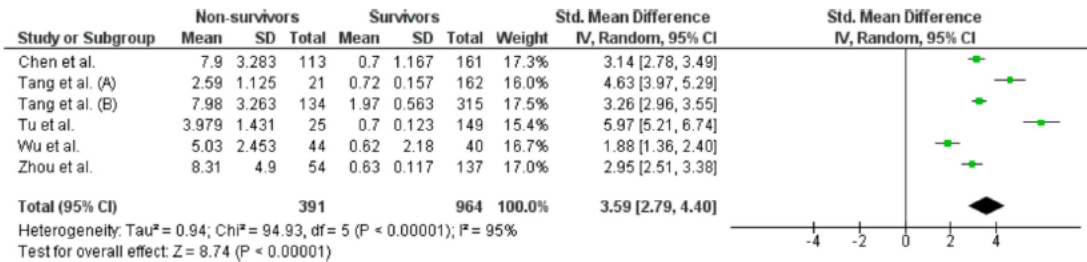 Non-survivors Survivors Std. Mean Difference Std. Mean Difference
Study or Subgroup Mean SD Total Mean SD Total Weight IV, Random, 95% CI IV, Random, 95% CI
Chen et al. 7.9 3.283 113 0.7 1.167 161 17.3% 3.14 [2.78, 3.49]
Tang et al. (A) 2.59 1.125 21 0.72 0.157 162 16.0% 4.63 [3.97, 5.29]
Tang et al. (B) 7.98 3.263 134 1.97 0.563 315 17.5% 3.26 [2.96, 3.55]
Tu et al. 3.979 1.431 25 0.7 0.123 149 15.4% 5.97 [5.21, 6.74]
Wu et al. 5.03 2.453 44 0.62 2.18 40 16.7% 1.88 [1.36, 2.40]
Zhou et al. 8.31 4.9 54 0.63 0.117 137 17.0% 2.95 [2.51, 3.38]
Total (95% CI) 391 964 100.0% 3.59 [2.79, 4.40]
Heterogeneity: Tau² = 0.94; Chi² = 94.93, df = 5 (P < 0.00001); I² = 95%
Test for overall effect: Z = 8.74 (P < 0.00001)
-4 -2 0 2 4